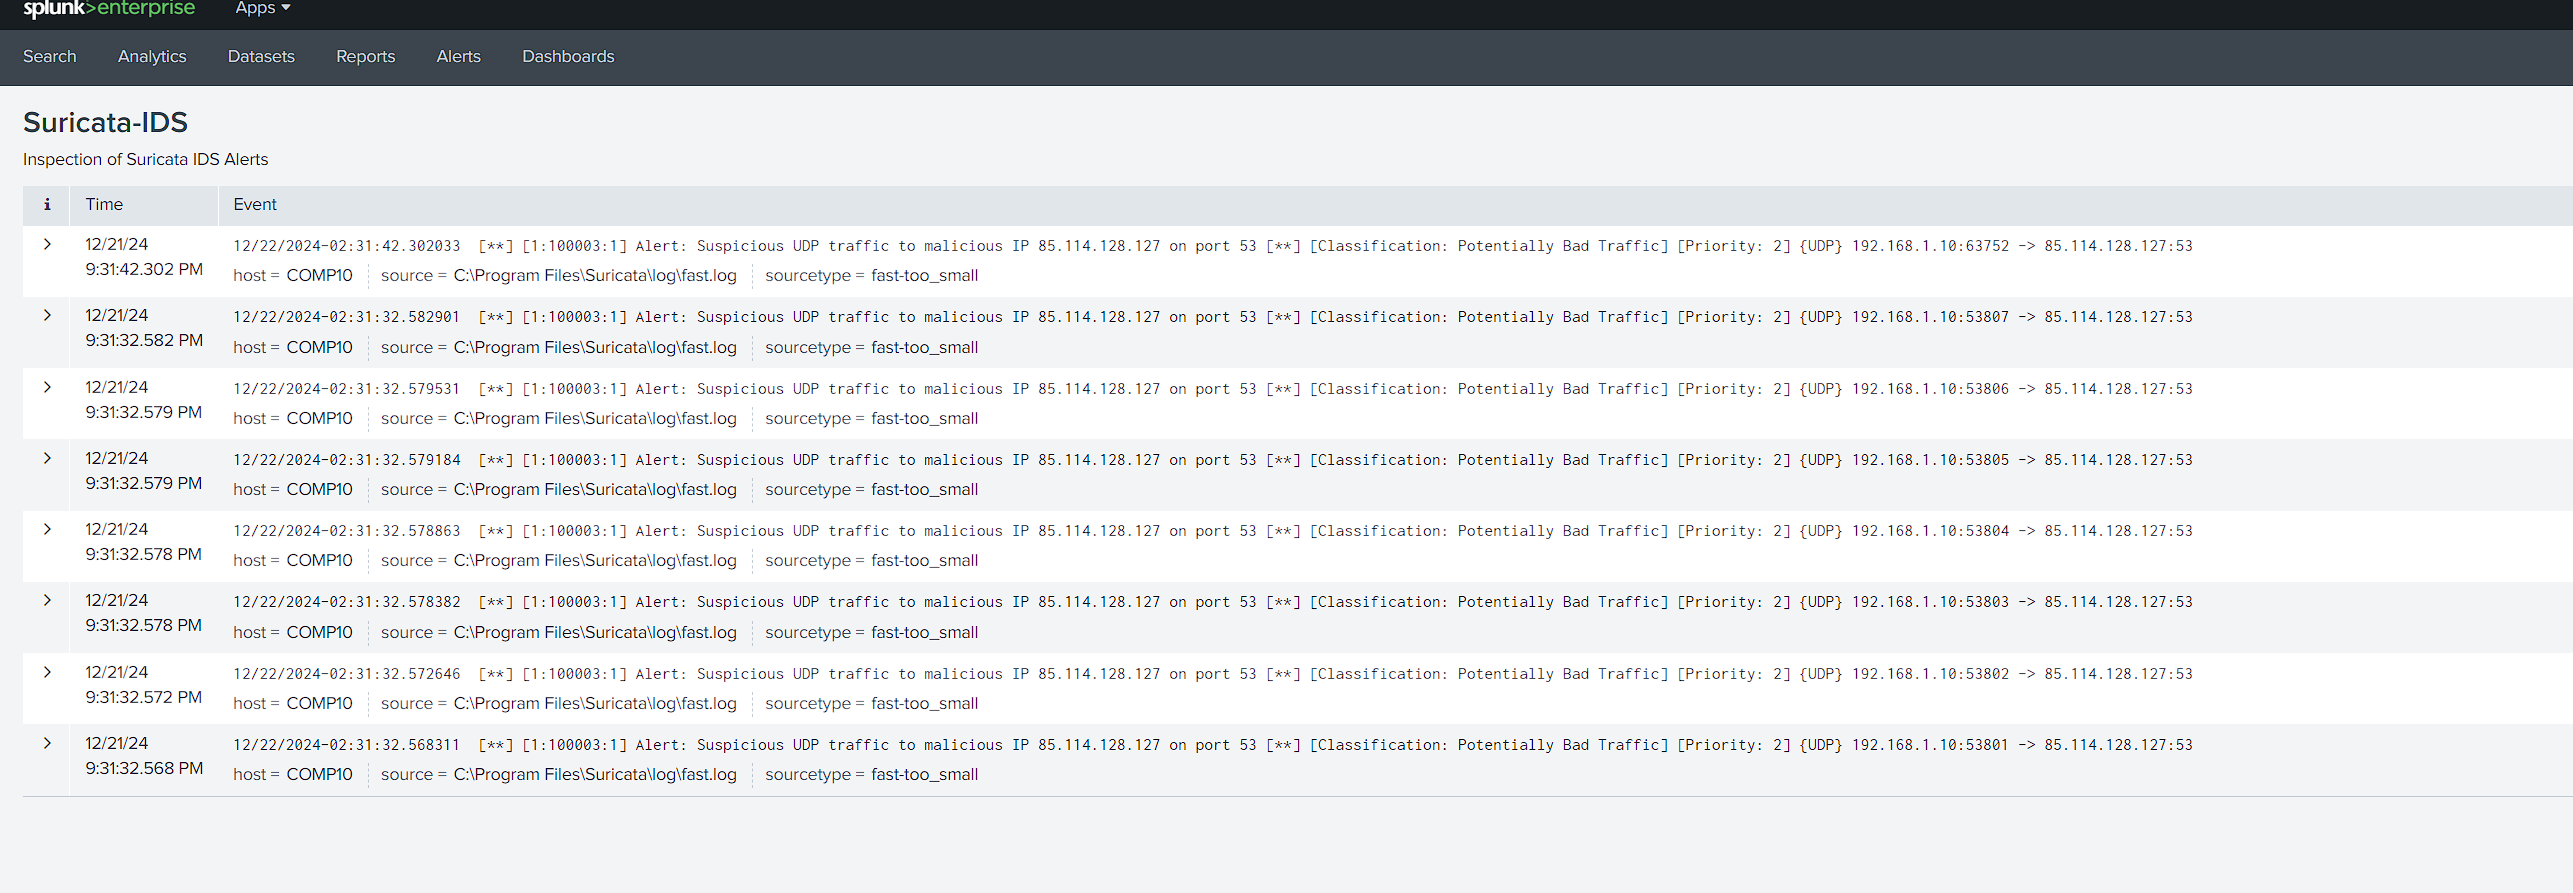 splunk>enterprise Apps
Search Analytics Datasets Reports Alerts Dashboards
Suricata-IDS
Inspection of Suricata IDS Alerts
i Time Event
12/21/24 12/22/2024-02:31:42.302033 [**] [1:100003:1] Alert: Suspicious UDP traffic to malicious IP 85.114.128.127 on port 53 [**] [Classification: Potentially Bad Traffic] [Priority: 2] {UDP} 192.168.1.10:63752 -> 85.114.128.127:53
9:31:42.302 PM host = COMP10 source = C:\Program Files\Suricata\log\fast.log sourcetype = fast-too_small
12/21/24 12/22/2024-02:31:32.582901 [**] [1:100003:1] Alert: Suspicious UDP traffic to malicious IP 85.114.128.127 on port 53 [**] [Classification: Potentially Bad Traffic] [Priority: 2] {UDP} 192.168.1.10:53807 -> 85.114.128.127:53
9:31:32.582 PM host = COMP10 source = C:\Program Files\Suricata\log\fast.log sourcetype = fast-too_small
12/21/24 12/22/2024-02:31:32.579531 [**] [1:100003:1] Alert: Suspicious UDP traffic to malicious IP 85.114.128.127 on port 53 [**] [Classification: Potentially Bad Traffic] [Priority: 2] {UDP} 192.168.1.10:53806 -> 85.114.128.127:53
9:31:32.579 PM host = COMP10 source = C:\Program Files\Suricata\log\fast.log sourcetype = fast-too_small
12/21/24 12/22/2024-02:31:32.579184 [**] [1:100003:1] Alert: Suspicious UDP traffic to malicious IP 85.114.128.127 on port 53 [**] [Classification: Potentially Bad Traffic] [Priority: 2] {UDP} 192.168.1.10:53805 -> 85.114.128.127:53
9:31:32.579 PM host = COMP10 source = C:\Program Files\Suricata\log\fast.log sourcetype = fast-too_small
12/21/24 12/22/2024-02:31:32.578863 [**] [1:100003:1] Alert: Suspicious UDP traffic to malicious IP 85.114.128.127 on port 53 [**] [Classification: Potentially Bad Traffic] [Priority: 2] {UDP} 192.168.1.10:53804 -> 85.114.128.127:53
9:31:32.578 PM host = COMP10 source = C:\Program Files\Suricata\log\fast.log sourcetype = fast-too_small
12/21/24 12/22/2024-02:31:32.578382 [**] [1:100003:1] Alert: Suspicious UDP traffic to malicious IP 85.114.128.127 on port 53 [**] [Classification: Potentially Bad Traffic] [Priority: 2] {UDP} 192.168.1.10:53803 -> 85.114.128.127:53
9:31:32.578 PM host = COMP10 source = C:\Program Files\Suricata\log\fast.log sourcetype = fast-too_small
12/21/24 12/22/2024-02:31:32.572646 [**] [1:100003:1] Alert: Suspicious UDP traffic to malicious IP 85.114.128.127 on port 53 [**] [Classification: Potentially Bad Traffic] [Priority: 2] {UDP} 192.168.1.10:53802 -> 85.114.128.127:53
9:31:32.572 PM host = COMP10 source = C:\Program Files\Suricata\log\fast.log sourcetype = fast-too_small
12/21/24 12/22/2024-02:31:32.568311 [**] [1:100003:1] Alert: Suspicious UDP traffic to malicious IP 85.114.128.127 on port 53 [**] [Classification: Potentially Bad Traffic] [Priority: 2] {UDP} 192.168.1.10:53801 -> 85.114.128.127:53
9:31:32.568 PM host = COMP10 source = C:\Program Files\Suricata\log\fast.log sourcetype = fast-too_small